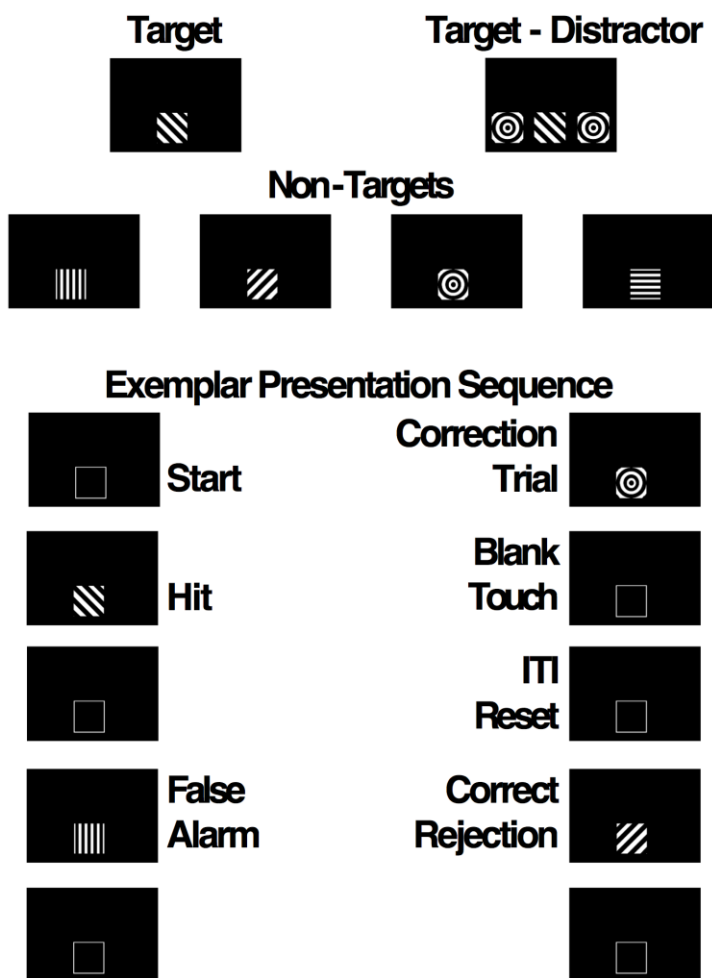 Target
Target - Distractor
Non-Targets
Exemplar Presentation Sequence
Start
Hit
False
Alarm
Correction
Trial
Blank
Touch
ITI
Reset
Correct
Rejection